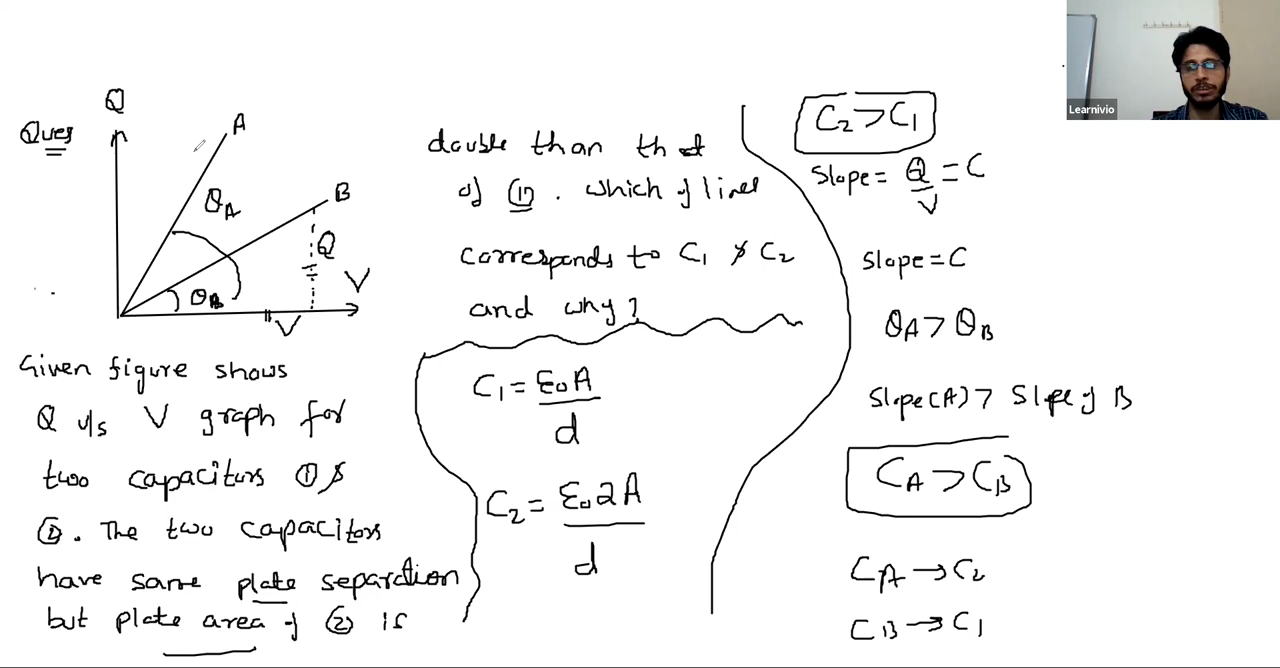 Ques
Q
A
B
θA
θB
Q
V
V
Given figure shows
Q v/s V graph for
two capacitors ① &
②. The two capacitors
have same plate separation
but plate area of ② is
double than that
of ①. which of lines
corresponds to C1 & C2
and why?
C1 = ε0A/d
C2 = ε02A/d
C2 > C1
Slope = Q/V = C
Slope = C
θA > θB
Slope(A) > Slope of B
CA > CB
CA → C2
CB → C1
Learnivio